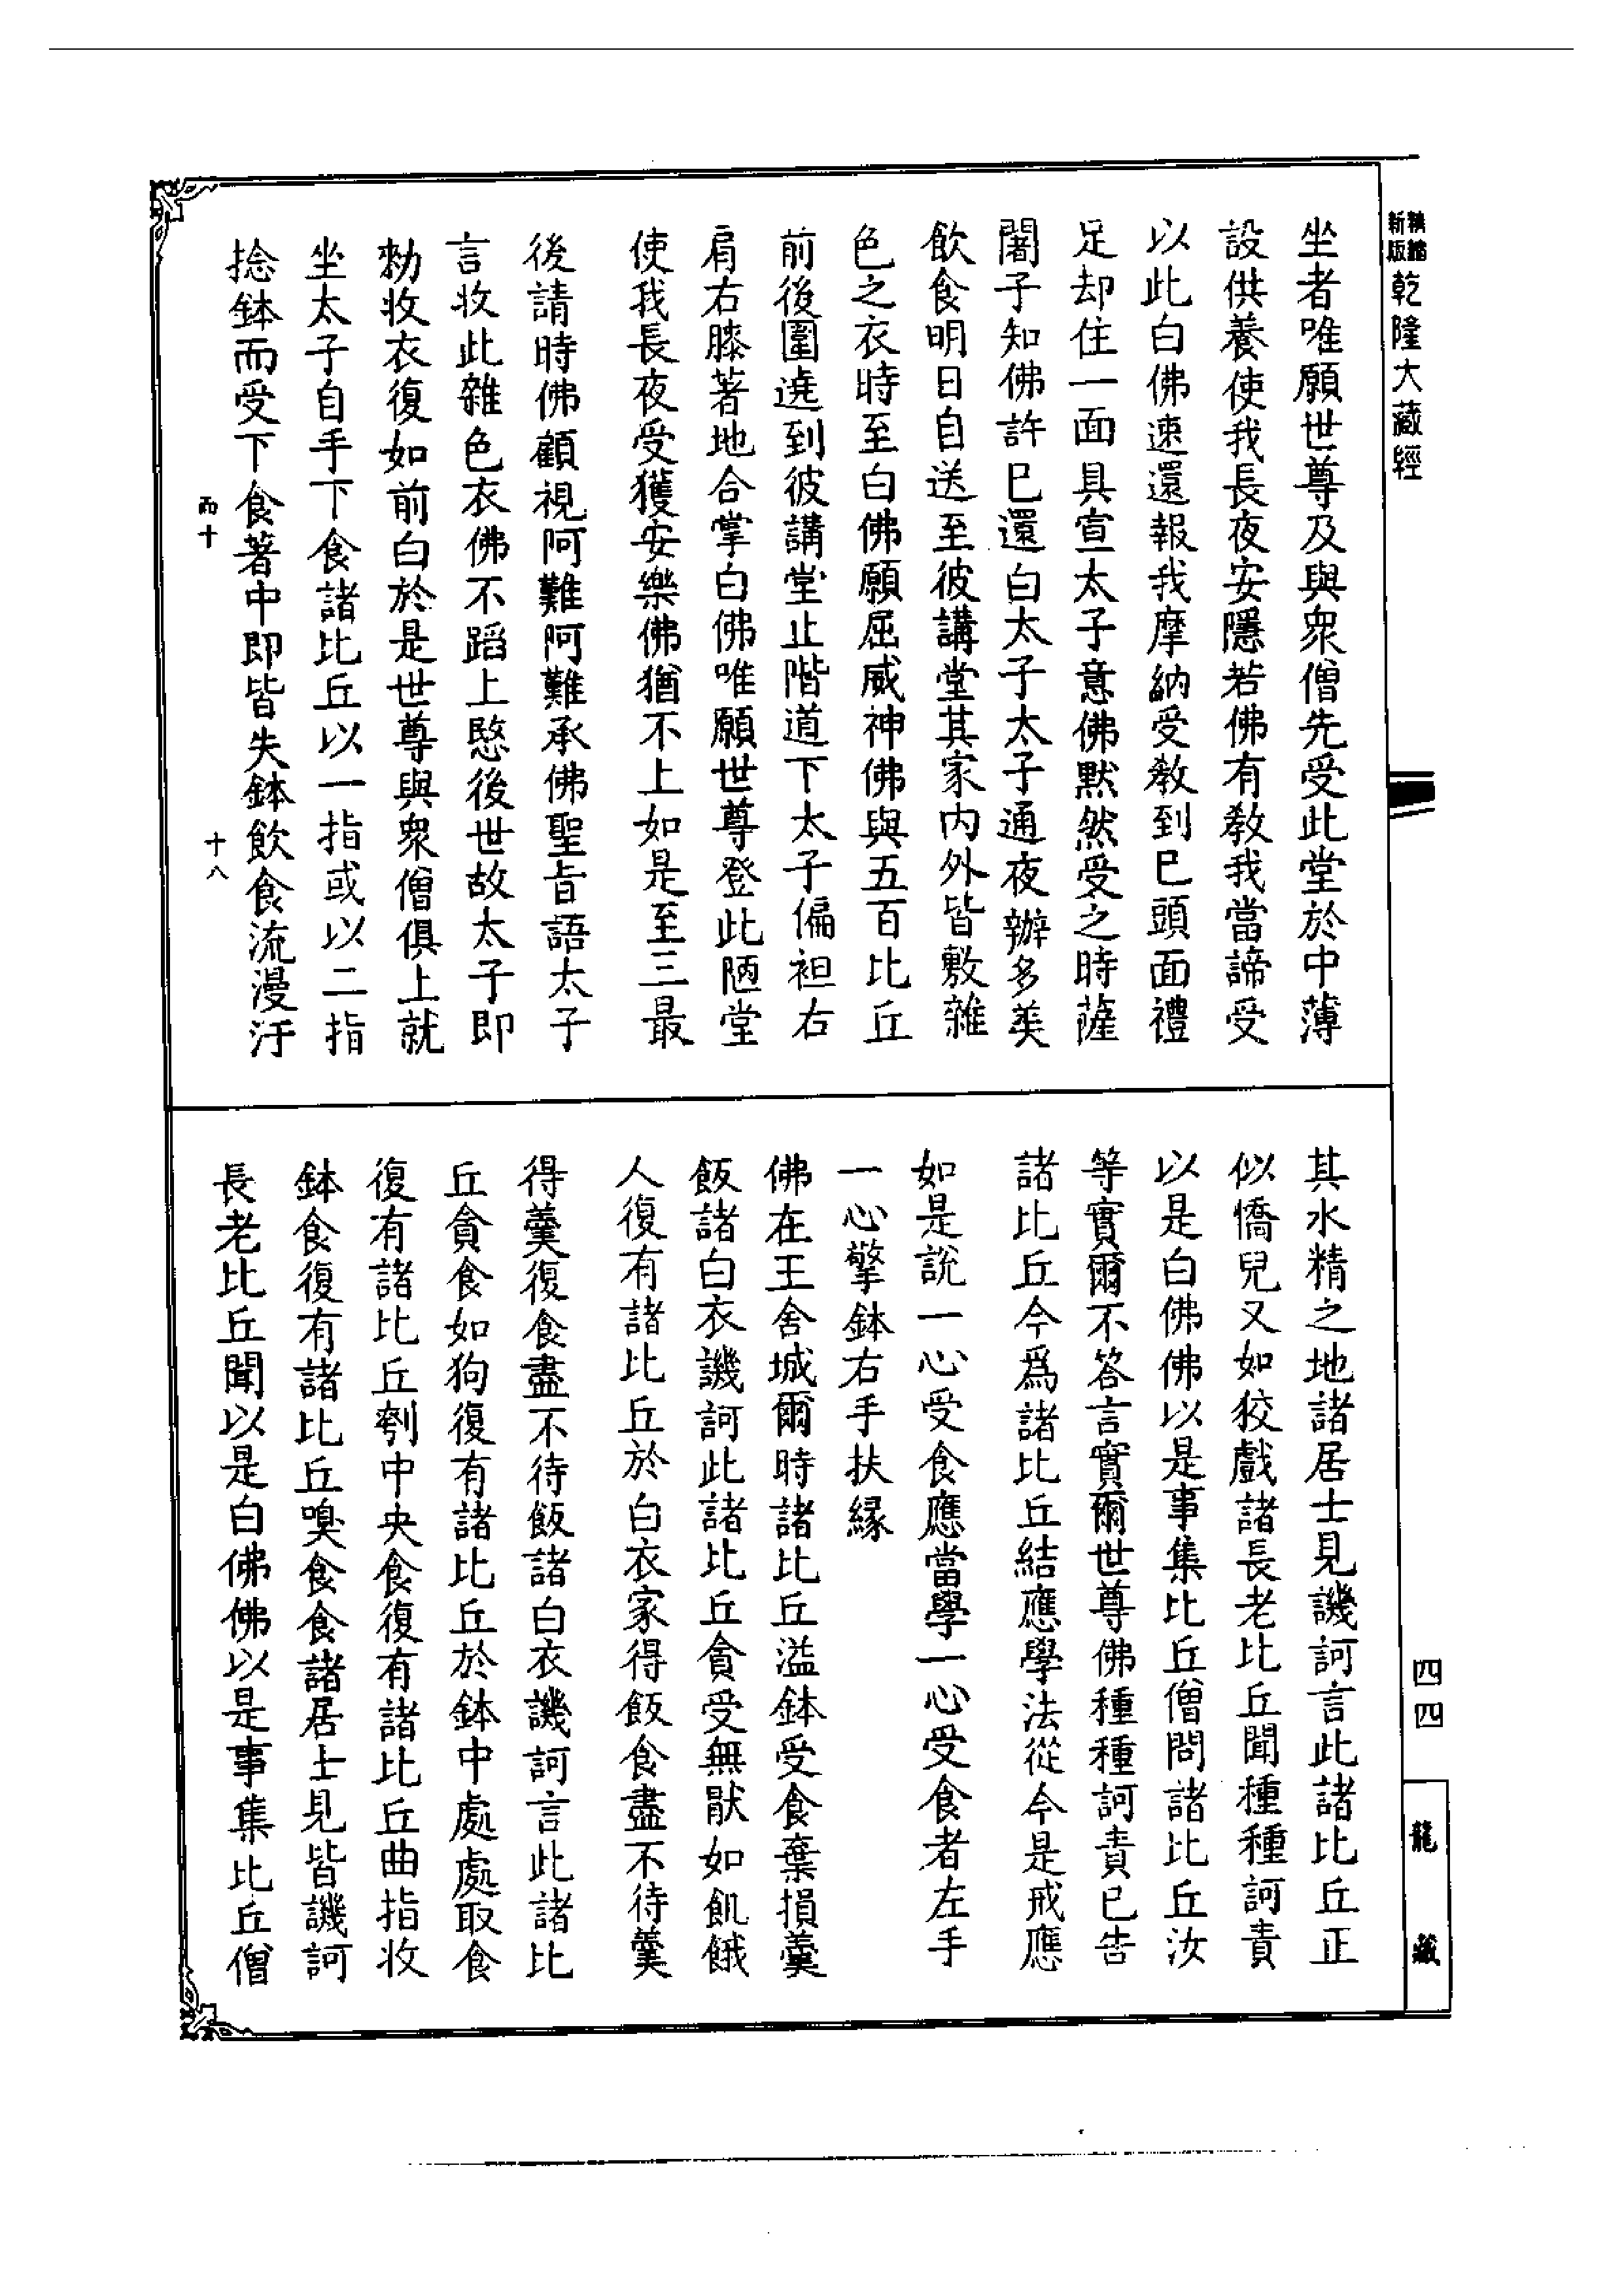 新版精縮乾隆大藏經
坐者唯願世尊及與衆僧先受此堂於中薄
設供養使我長夜安隱若佛有教我當諦受
以此白佛速還報我摩納受教到已頭面禮
足却住一面具宣太子意佛默然受之時薩
闍子知佛許已還白太子太子通夜辦多美
飲食明日自送至彼講堂其家內外皆敷雜
色之衣時至白佛願屈威神佛與五百比丘
前後圍遶到彼講堂止階道下太子偏袒右
肩右膝著地合掌白佛唯願世尊登此陋堂
使我長夜受獲安樂佛猶不上如是至三最
後請時佛顧視阿難阿難承佛聖旨語太子
言收此雜色衣佛不蹈上愍後世故太子即
勑收衣復如前白於是世尊與衆僧俱上就
坐太子自手下食諸比丘以一指或以二指
捻鉢而受下食著中即皆失鉢飲食流漫汙
而十
十八
其水精之地諸居士見譏訶言此諸比丘正
似憍兒又如狡戲諸長老比丘聞種種訶責
以是白佛佛以是事集比丘僧問諸比丘汝
等實爾不答言實爾世尊佛種種訶責已告
諸比丘今爲諸比丘結應學法從今是戒應
如是說一心受食應當學一心受食者左手
一心擎鉢右手扶緣
佛在王舍城爾時諸比丘溢鉢受食棄損羹
飯諸白衣譏訶此諸比丘貪受無猒如飢餓
人復有諸比丘於白衣家得飯食盡不待羹
得羹復食盡不待飯諸白衣譏訶言此諸比
丘貪食如狗復有諸比丘於鉢中處處取食
復有諸比丘刳中央食復有諸比丘曲指收
鉢食復有諸比丘嗅食食諸居士見皆譏訶
長老比丘聞以是白佛佛以是事集比丘僧
四四
龍藏